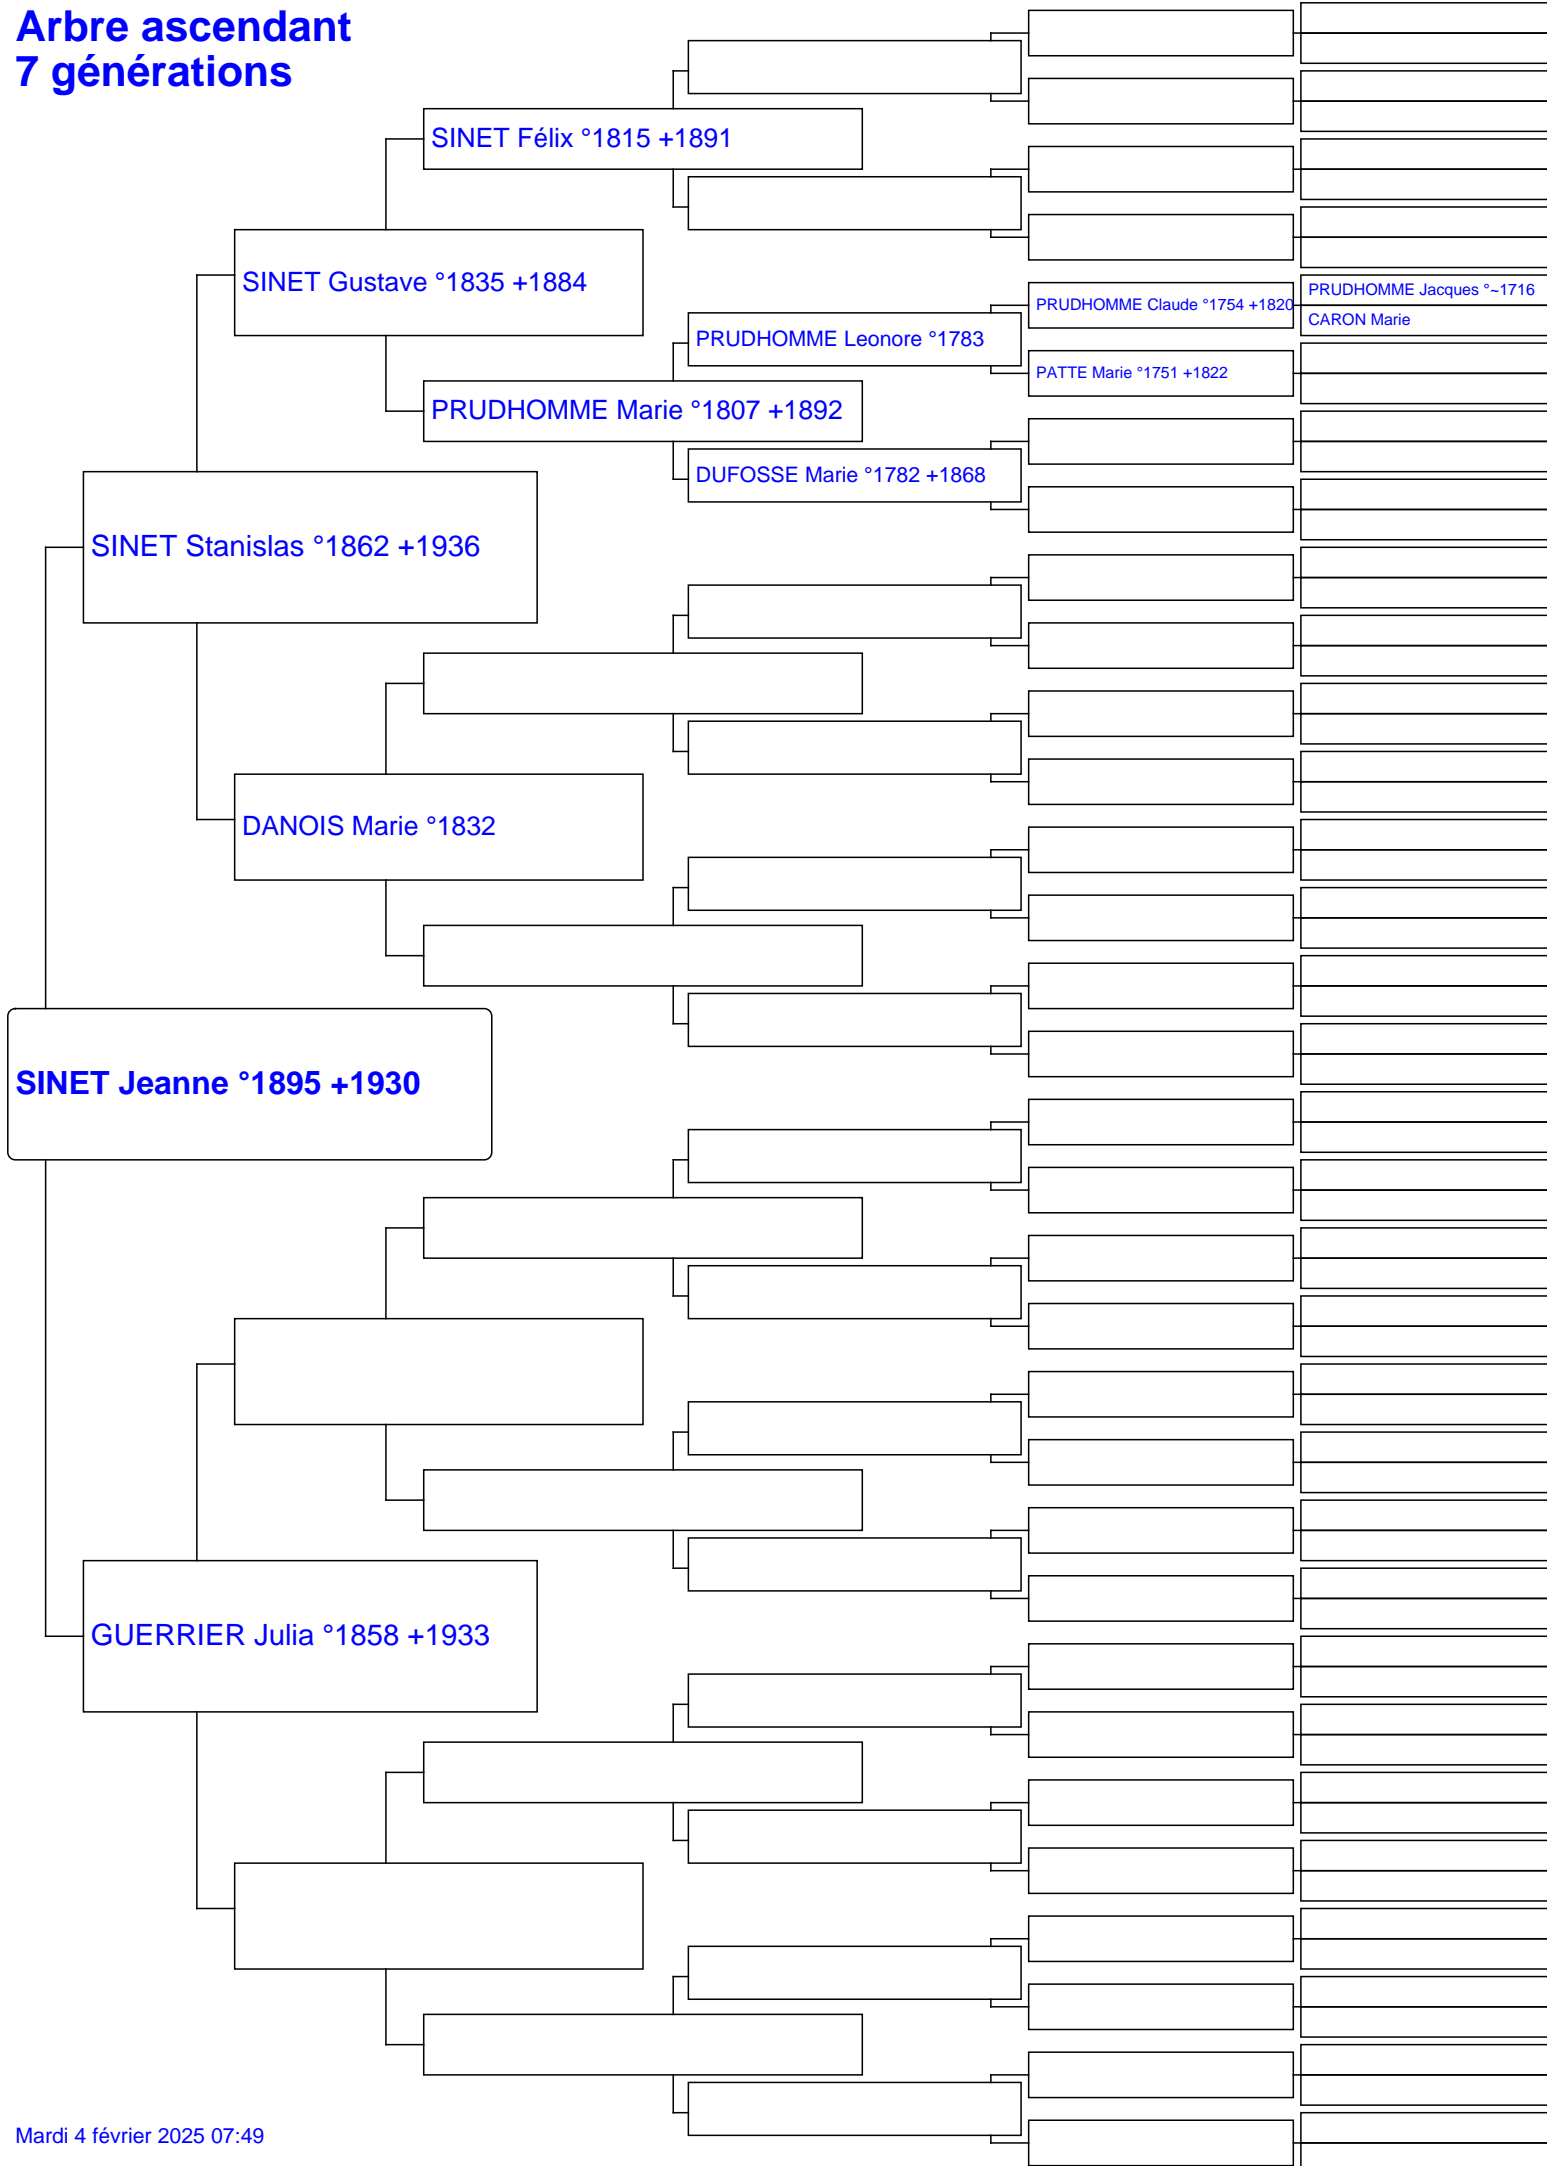 Arbre ascendant
7 générations
SINET Félix °1815 +1891
SINET Gustave °1835 +1884
PRUDHOMME Jacques °~1716
PRUDHOMME Claude °1754 +1820
CARON Marie
PRUDHOMME Leonore °1783
PATTE Marie °1751 +1822
PRUDHOMME Marie °1807 +1892
DUFOSSE Marie °1782 +1868
SINET Stanislas °1862 +1936
DANOIS Marie °1832
SINET Jeanne °1895 +1930
GUERRIER Julia °1858 +1933
Mardi 4 février 2025 07:49